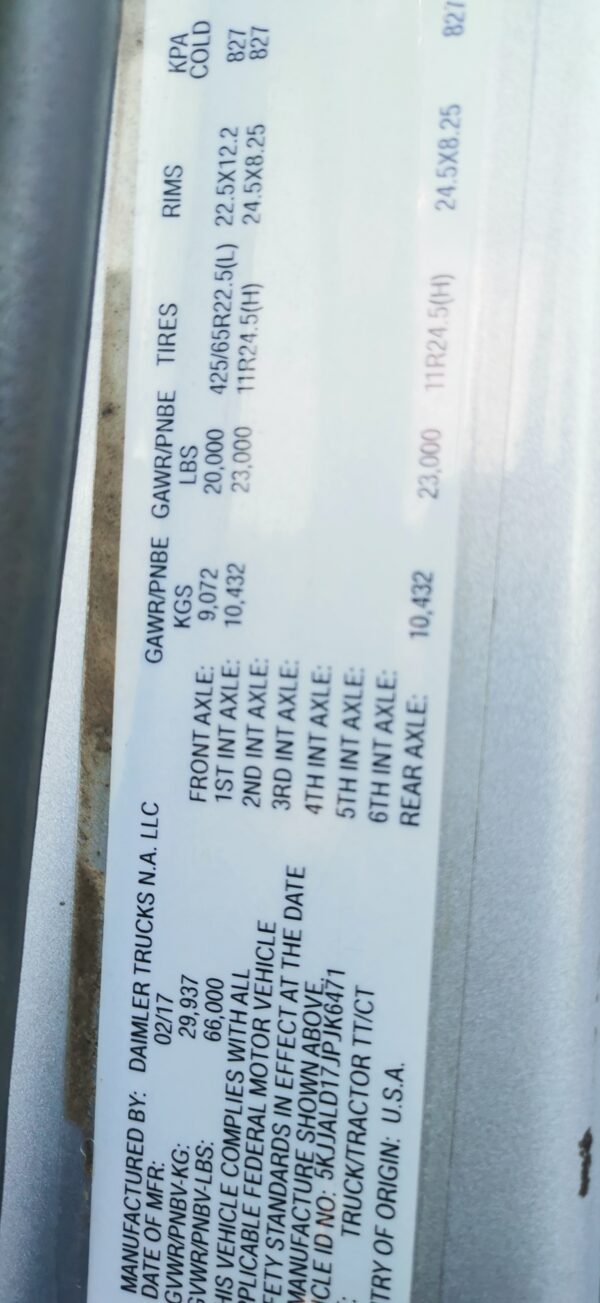 MANUFACTURED BY: DAIMLER TRUCKS N.A. LLC
DATE OF MFR: 02/17
GVWR/PNBV-KG: 29,937
GVWR/PNBV-LBS: 66,000
HIS VEHICLE COMPLIES WITH ALL
PPLICABLE FEDERAL MOTOR VEHICLE
FETY STANDARDS IN EFFECT AT THE DATE
MANUFACTURE SHOWN ABOVE.
CLE ID NO: 5KJJALD17JPJK6471
: TRUCK/TRACTOR TT/CT
TRY OF ORIGIN: U.S.A.
GAWR/PNBE GAWR/PNBE TIRES RIMS KPA
KGS LBS COLD
FRONT AXLE: 9,072 20,000 425/65R22.5(L) 22.5X12.2 827
1ST INT AXLE: 10,432 23,000 11R24.5(H) 24.5X8.25 827
2ND INT AXLE:
3RD INT AXLE:
4TH INT AXLE:
5TH INT AXLE:
6TH INT AXLE:
REAR AXLE: 10,432 23,000 11R24.5(H) 24.5X8.25 827